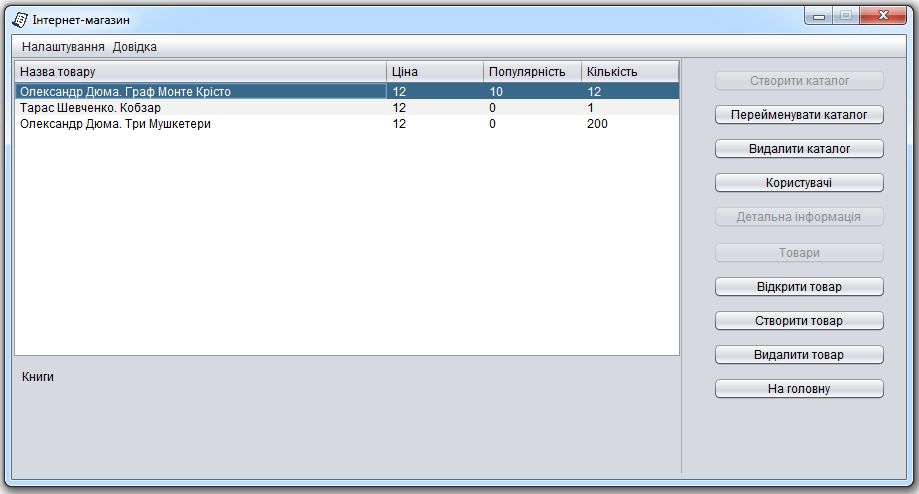 Інтернет-магазин
Налаштування Довідка
Назва товару Ціна Популярність Кількість
Олександр Дюма. Граф Монте Крісто 12 10 12
Тарас Шевченко. Кобзар 12 0 1
Олександр Дюма. Три Мушкетери 12 0 200
Книги
Створити каталог
Перейменувати каталог
Видалити каталог
Користувачі
Детальна інформація
Товари
Відкрити товар
Створити товар
Видалити товар
На головну